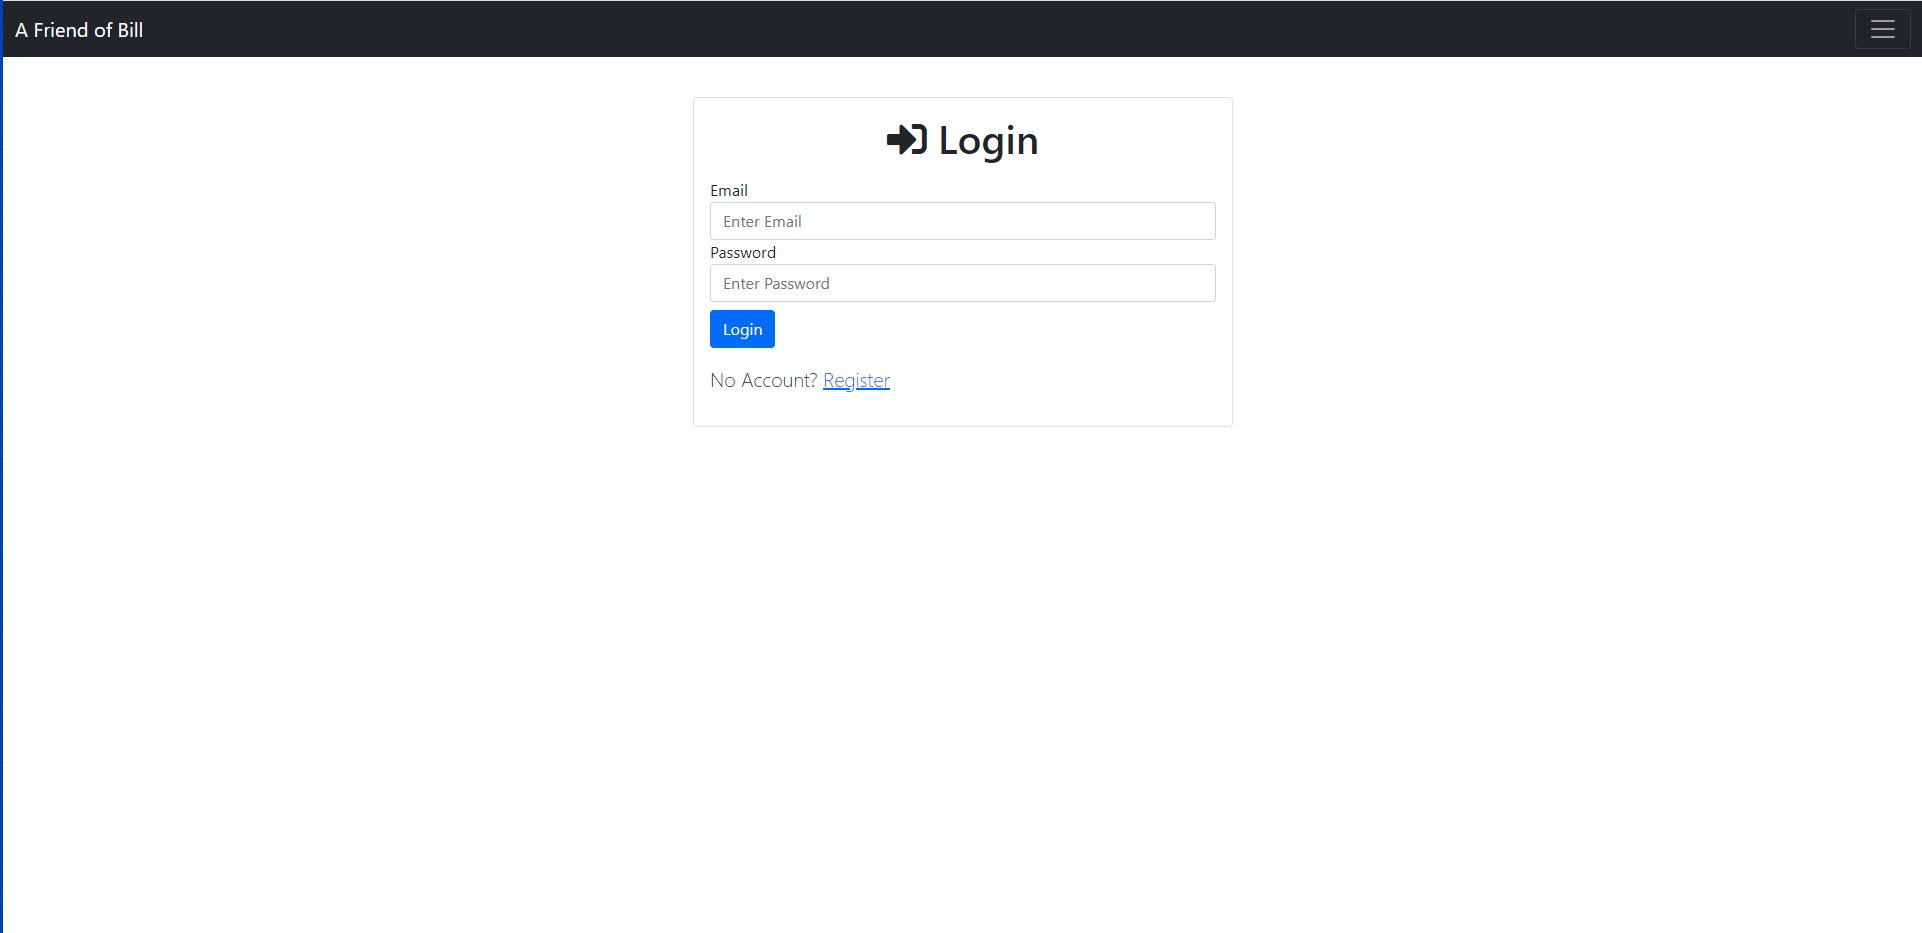 A Friend of Bill
Login
Email
Enter Email
Password
Enter Password
Login
No Account? Register